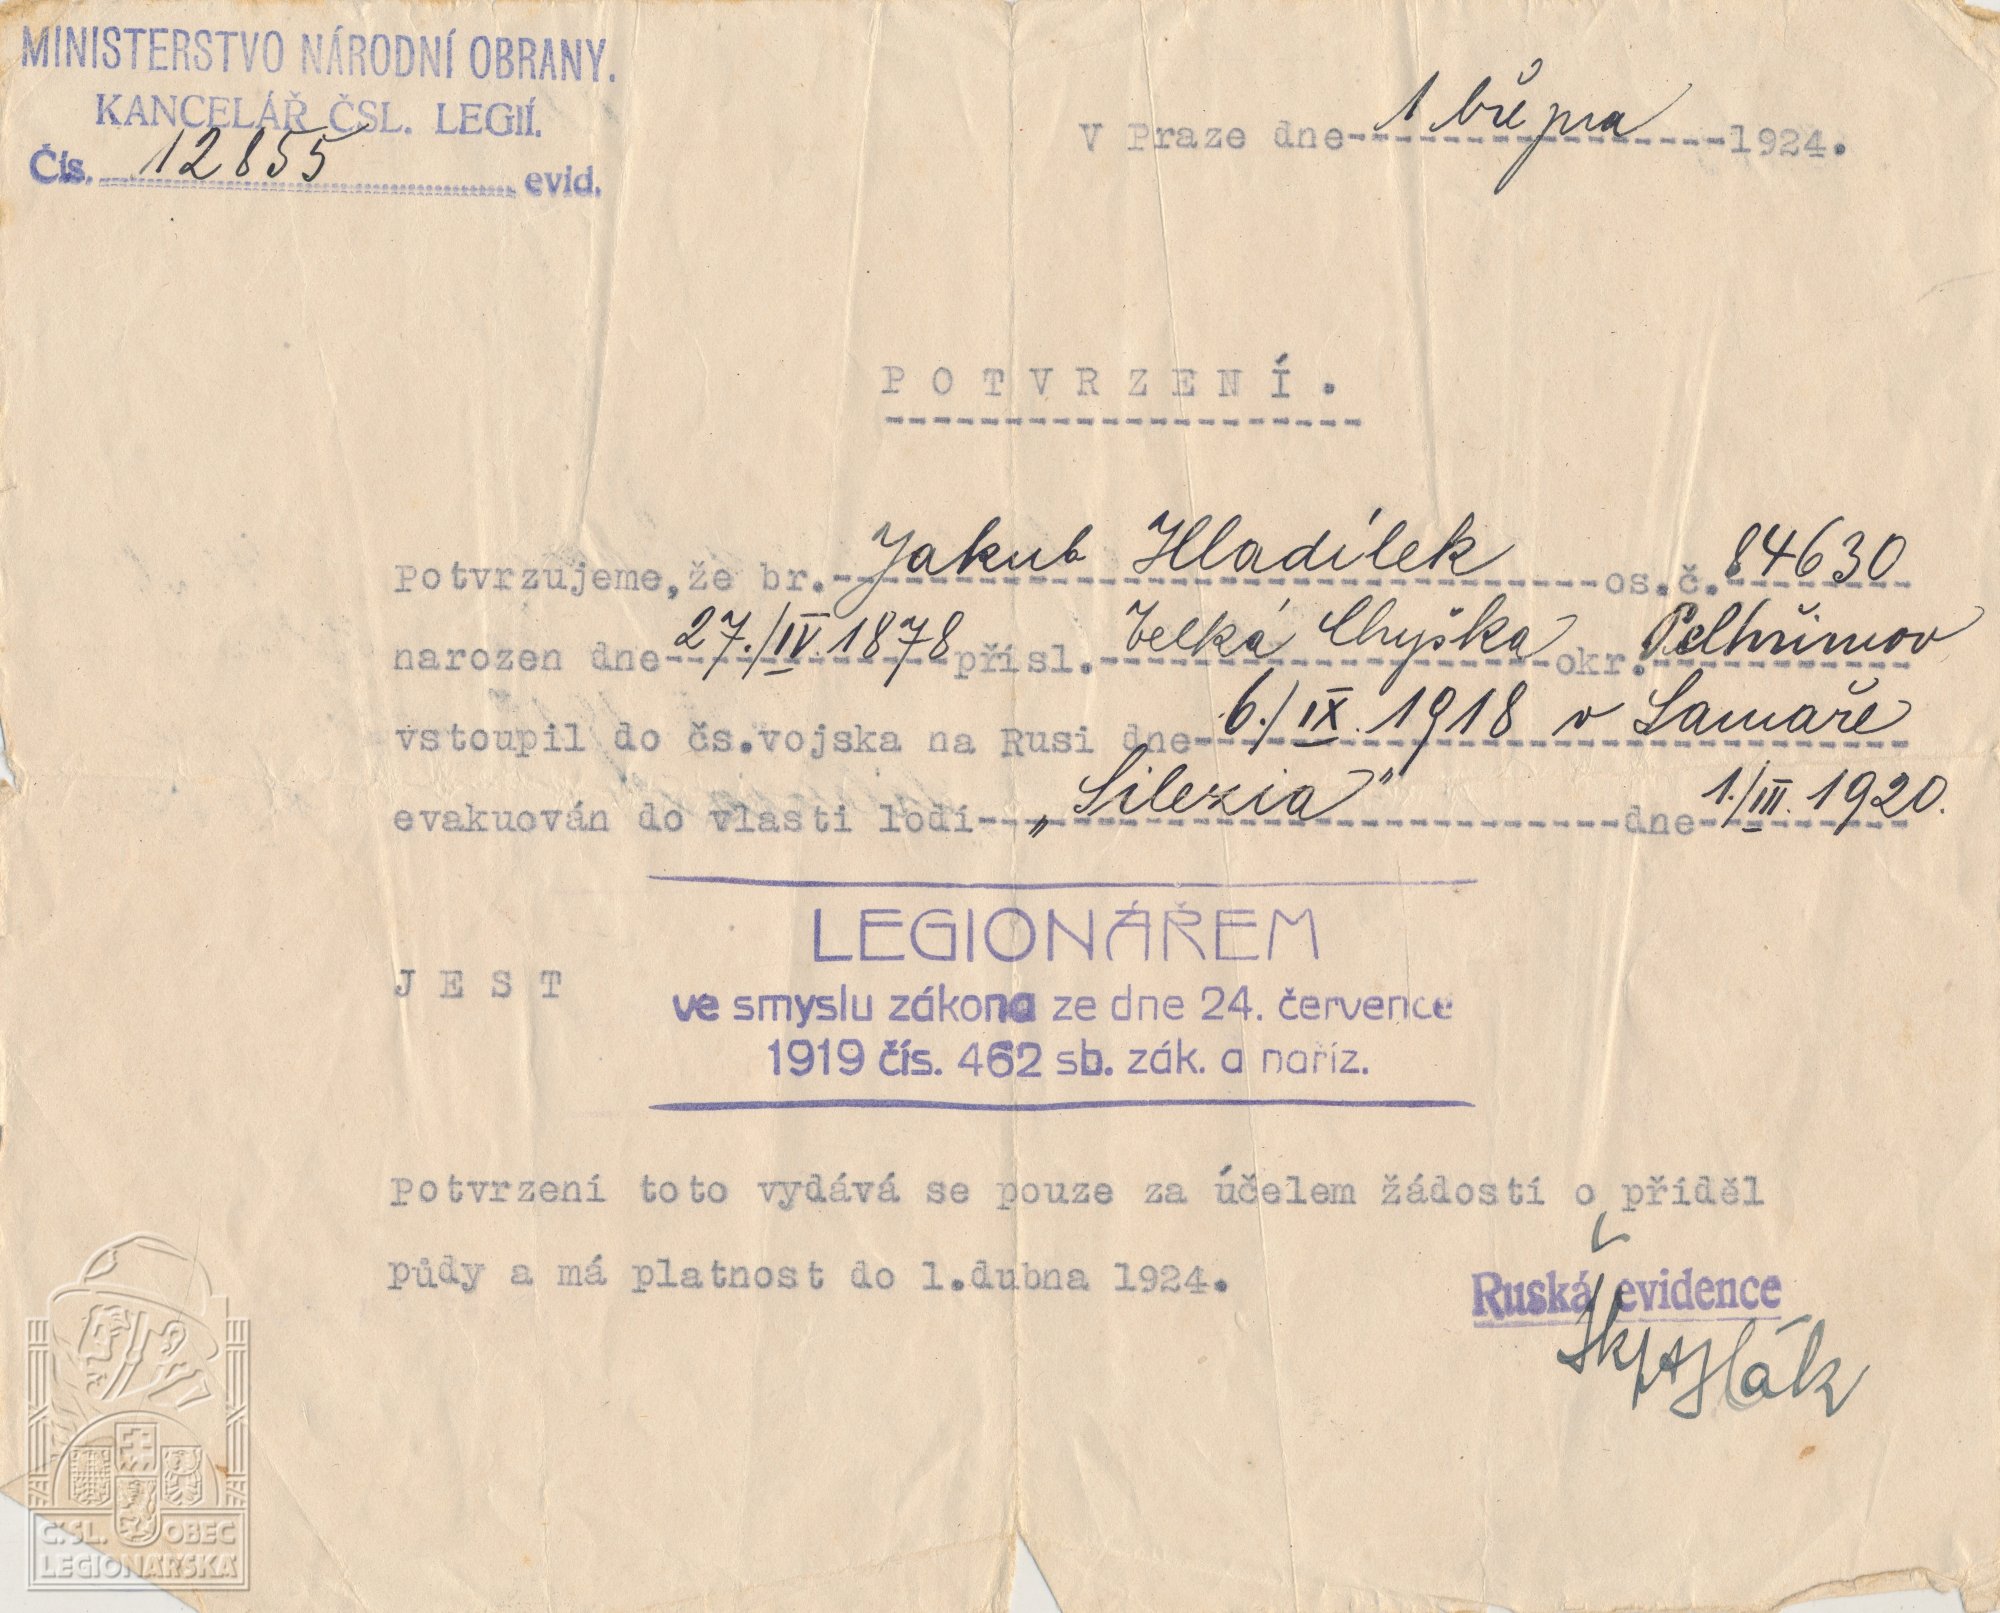 MINISTERSTVO NÁRODNÍ OBRANY.
KANCELÁŘ ČSL. LEGIÍ.
Čís. 12855 evid.
V Praze dne 1 března 1924.
POTVRZENÍ.
Potvrzujeme, že br. Jakub Hladílek os.č. 84630
narozen dne 27./IV. 1878 přísl. Velká Chyška okr. Pelhřimov
vstoupil do čs.vojska na Rusi dne 6./IX. 1918 v Samaře
evakuován do vlasti lodí „Silezia" dne 1./III. 1920.
JEST
LEGIONÁŘEM
ve smyslu zákona ze dne 24. července
1919 čís. 462 sb. zák. a naříz.
Potvrzení toto vydává se pouze za účelem žádosti o příděl
půdy a má platnost do 1.dubna 1924.
Ruská evidence
Č.SL. OBEC
LEGIONÁŘSKÁ